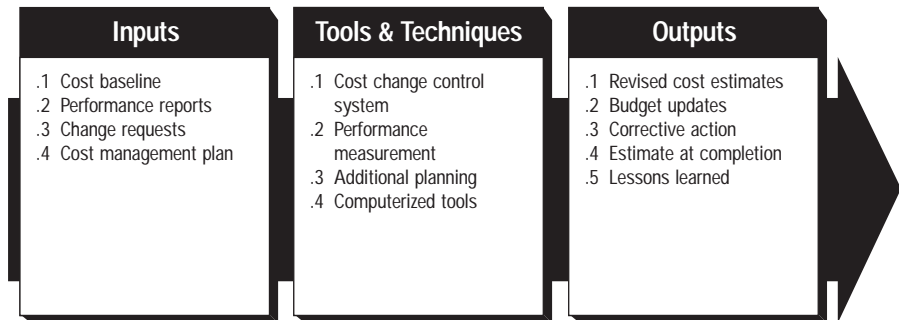 Inputs
.1 Cost baseline
.2 Performance reports
.3 Change requests
.4 Cost management plan
Tools & Techniques
.1 Cost change control
system
.2 Performance
measurement
.3 Additional planning
.4 Computerized tools
Outputs
.1 Revised cost estimates
.2 Budget updates
.3 Corrective action
.4 Estimate at completion
.5 Lessons learned